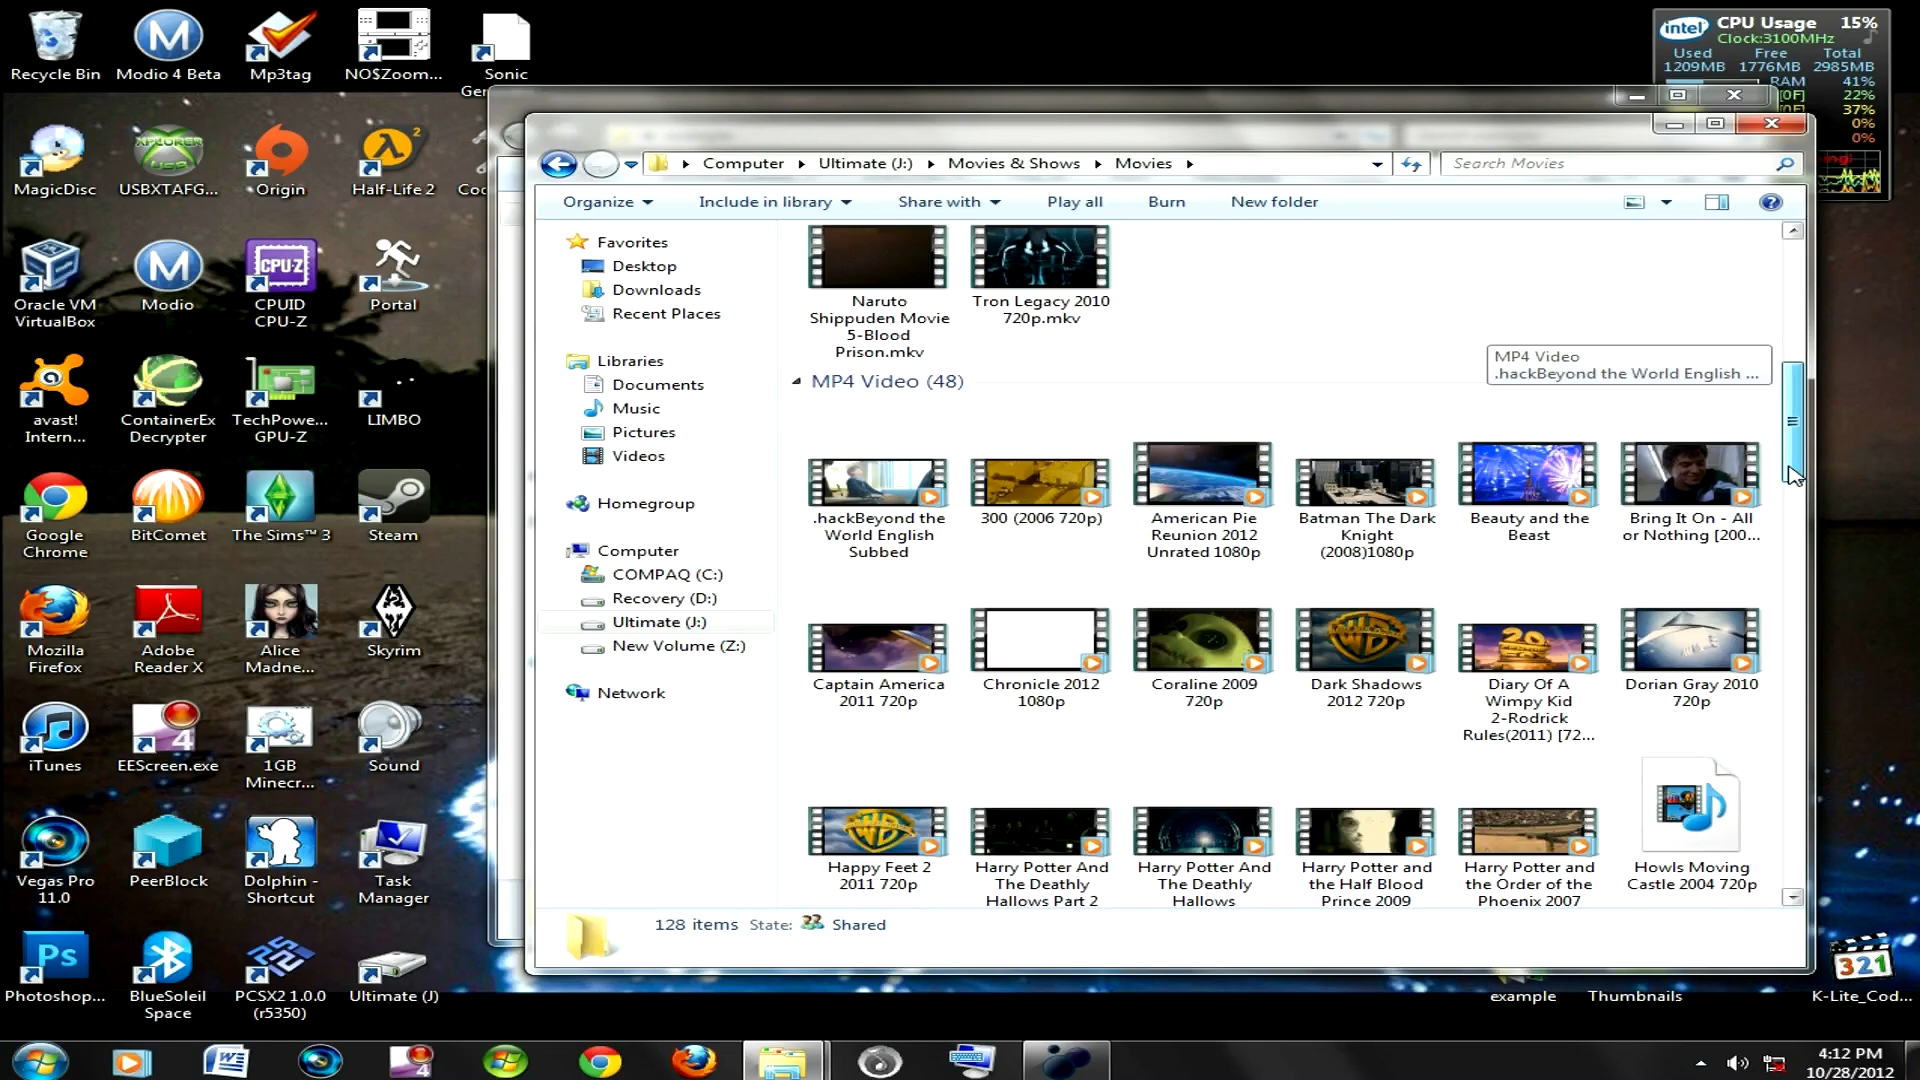 Recycle Bin
Modio 4 Beta
Mp3tag
NO$Zoom...
Sonic
Ger
MagicDisc
USBXTAFG...
Origin
Half-Life 2
Coc
Oracle VM
VirtualBox
Modio
CPU-Z
CPUID
CPU-Z
Portal
avast!
Intern...
ContainerEx
Decrypter
TechPowe...
GPU-Z
LIMBO
Google
Chrome
BitComet
The Sims™ 3
Steam
Mozilla
Firefox
Adobe
Reader X
Alice
Madne...
Skyrim
iTunes
EEScreen.exe
1GB
Minecr...
Sound
Vegas Pro
11.0
PeerBlock
Dolphin -
Shortcut
Task
Manager
Ps
Photoshop...
BlueSoleil
Space
PCSX2 1.0.0
(r5350)
Ultimate (J)
intel
CPU Usage 15%
Clock:3100MHz
Used Free Total
1209MB 1776MB 2985MB
RAM 41%
[0F] 22%
37%
0%
0%
Computer
Ultimate (J:)
Movies & Shows
Movies
Search Movies
Organize
Include in library
Share with
Play all
Burn
New folder
Favorites
Desktop
Downloads
Recent Places
Libraries
Documents
Music
Pictures
Videos
Homegroup
Computer
COMPAQ (C:)
Recovery (D:)
Ultimate (J:)
New Volume (Z:)
Network
Naruto
Shippuden Movie
5-Blood
Prison.mkv
Tron Legacy 2010
720p.mkv
MP4 Video
.hackBeyond the World English ...
MP4 Video (48)
.hackBeyond the
World English
Subbed
300 (2006 720p)
American Pie
Reunion 2012
Unrated 1080p
Batman The Dark
Knight
(2008)1080p
Beauty and the
Beast
Bring It On - All
or Nothing [200...
Captain America
2011 720p
Chronicle 2012
1080p
Coraline 2009
720p
Dark Shadows
2012 720p
Diary Of A
Wimpy Kid
2-Rodrick
Rules(2011) [72...
Dorian Gray 2010
720p
Happy Feet 2
2011 720p
Harry Potter And
The Deathly
Hallows Part 2
Harry Potter And
The Deathly
Hallows
Harry Potter and
the Half Blood
Prince 2009
Harry Potter and
the Order of the
Phoenix 2007
Howls Moving
Castle 2004 720p
128 items
State:
Shared
example
Thumbnails
321
K-Lite_Cod...
4:12 PM
10/28/2012